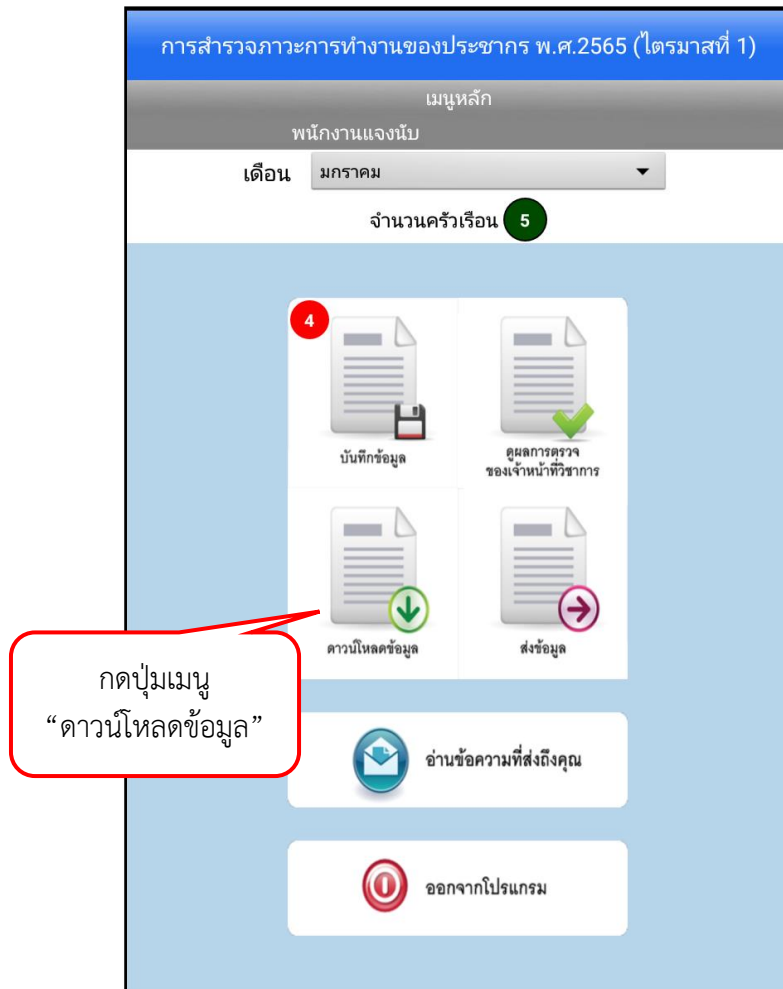 การสำรวจภาวะการทำงานของประชากร พ.ศ.2565 (ไตรมาสที่ 1)
เมนูหลัก
พนักงานแจงนับ
เดือน มกราคม
จำนวนครัวเรือน 5
4
บันทึกข้อมูล
ดูผลการตรวจ
ของเจ้าหน้าที่วิชาการ
ดาวน์โหลดข้อมูล
ส่งข้อมูล
กดปุ่มเมนู
“ดาวน์โหลดข้อมูล”
อ่านข้อความที่ส่งถึงคุณ
ออกจากโปรแกรม